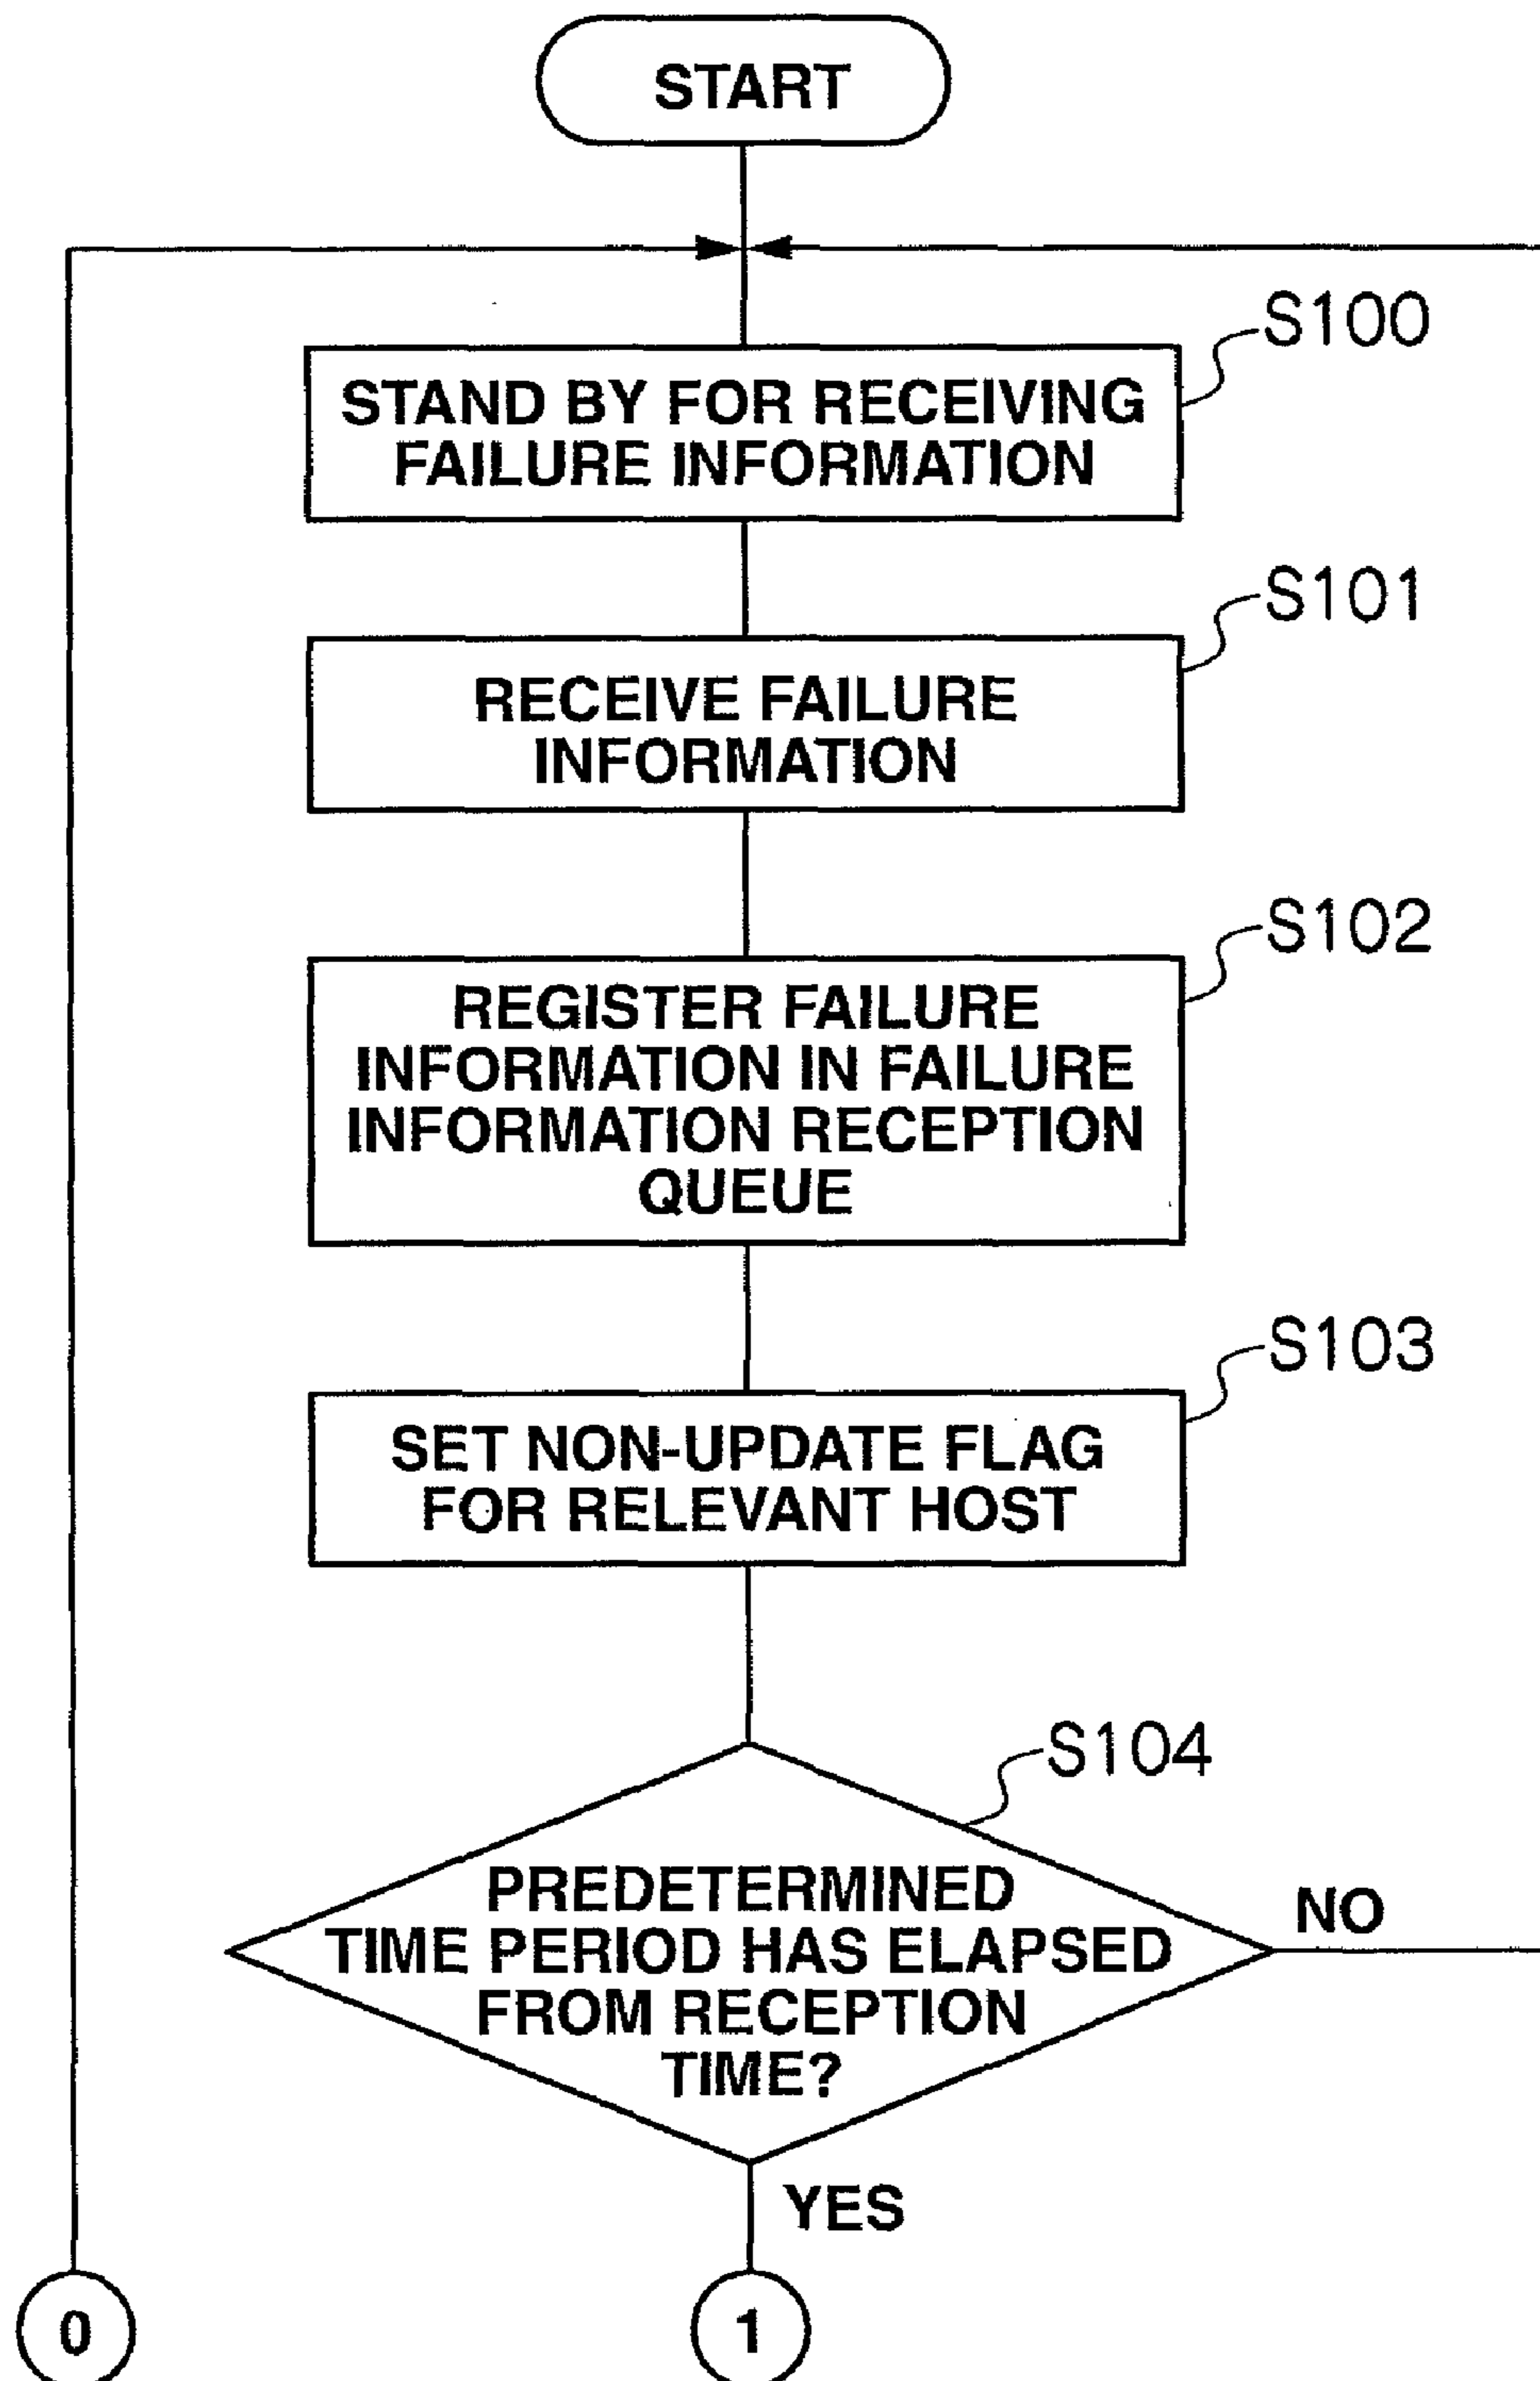 START
S100
STAND BY FOR RECEIVING
FAILURE INFORMATION
S101
RECEIVE FAILURE
INFORMATION
S102
REGISTER FAILURE
INFORMATION IN FAILURE
INFORMATION RECEPTION
QUEUE
S103
SET NON-UPDATE FLAG
FOR RELEVANT HOST
S104
PREDETERMINED
TIME PERIOD HAS ELAPSED
FROM RECEPTION
TIME?
NO
YES
0
1